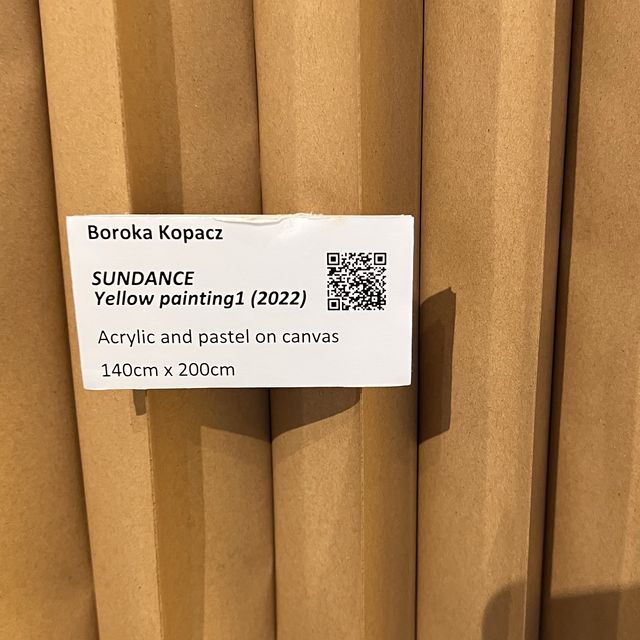 Boroka Kopacz
SUNDANCE
Yellow painting1 (2022)
Acrylic and pastel on canvas
140cm x 200cm